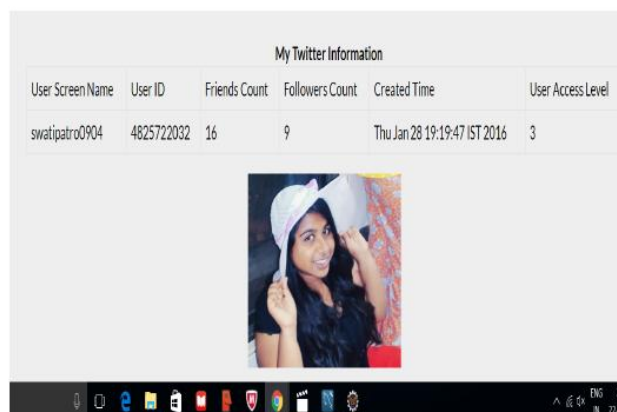 My Twitter Information
User Screen Name User ID Friends Count Followers Count Created Time User Access Level
swatipatro0904 4825722032 16 9 Thu Jan 28 19:19:47 IST 2016 3
ENG
IN